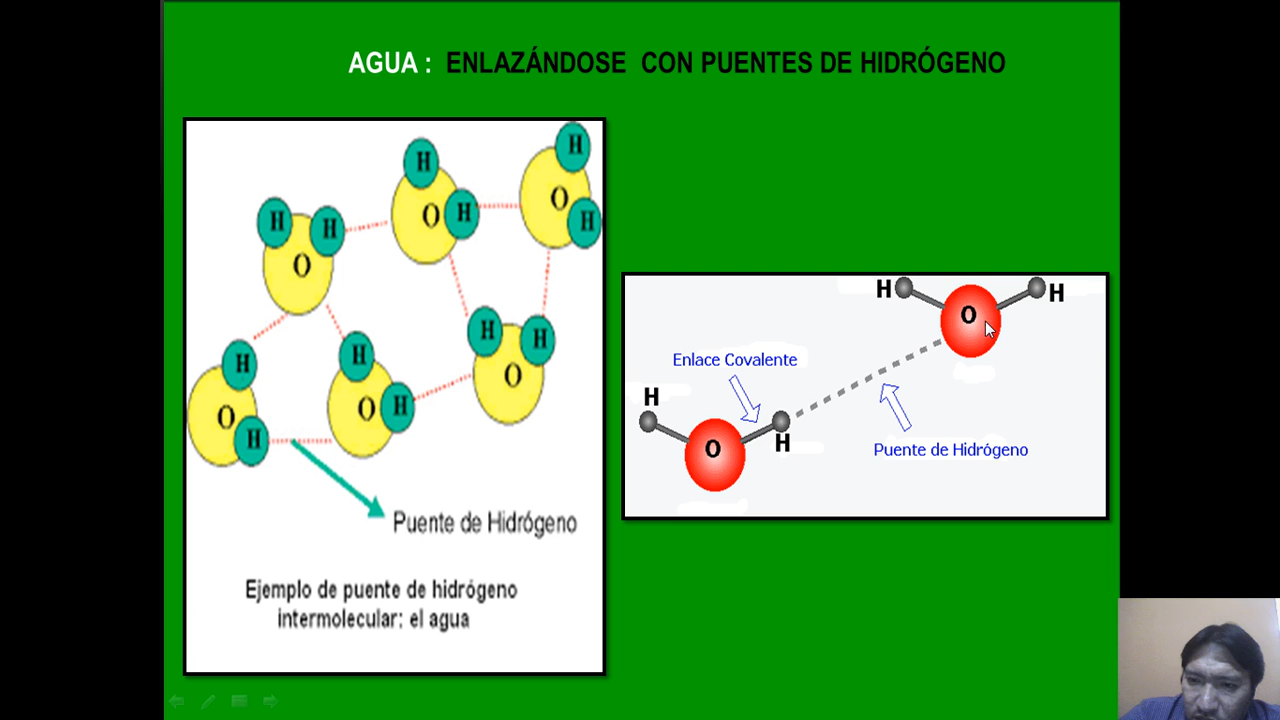 AGUA : ENLAZÁNDOSE CON PUENTES DE HIDRÓGENO
H
H
O
H
H
O
H
O
H
H
H
O
H
O
H
H
O
H
Puente de Hidrógeno
Ejemplo de puente de hidrógeno
intermolecular: el agua
H
O
H
Enlace Covalente
H
O
H
Puente de Hidrógeno